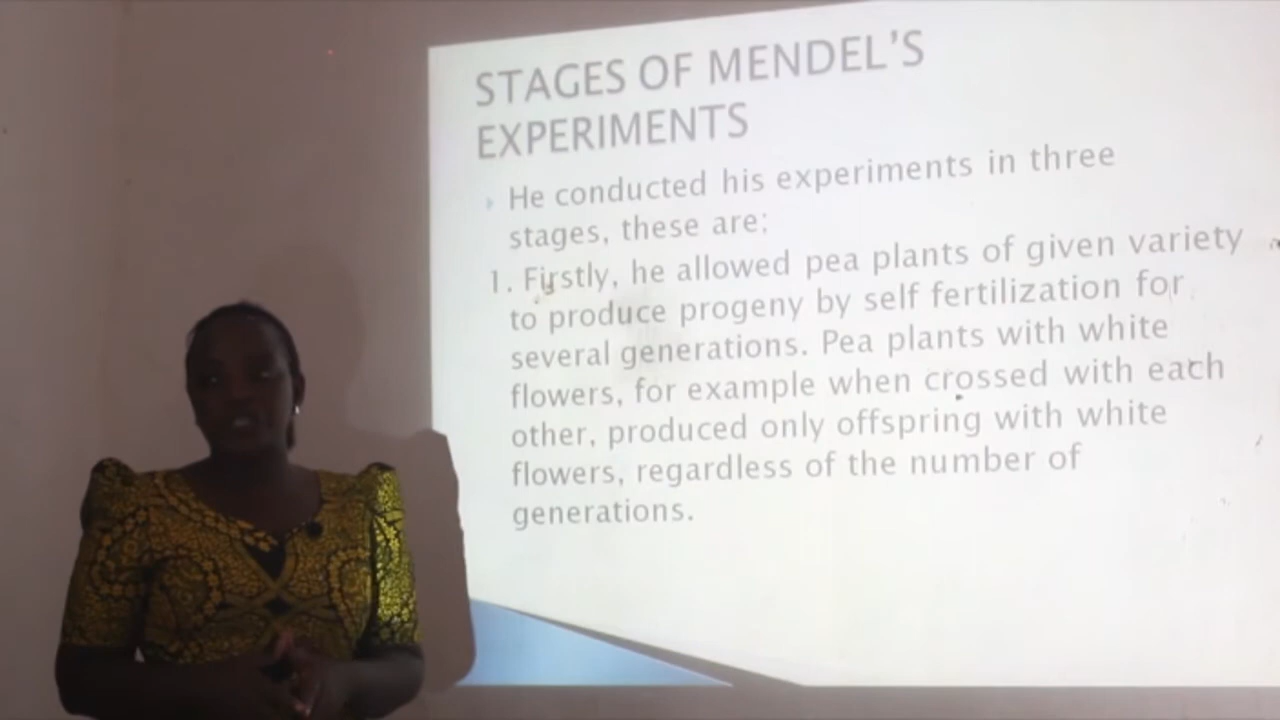 STAGES OF MENDEL'S
EXPERIMENTS
He conducted his experiments in three
stages, these are;
1. Firstly, he allowed pea plants of given variety
to produce progeny by self fertilization for
several generations. Pea plants with white
flowers, for example when crossed with each
other, produced only offspring with white
flowers, regardless of the number of
generations.